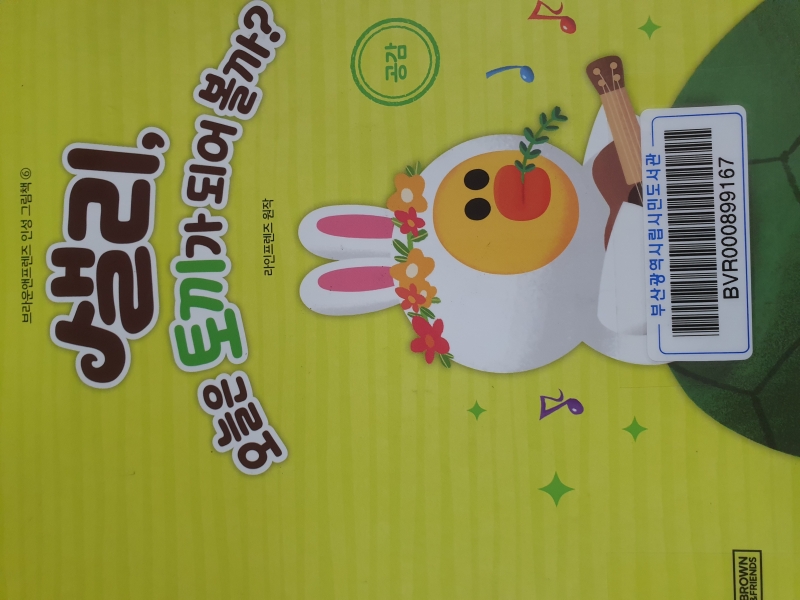 브라운앤프렌즈 인성 그림책 ⑥
공감
샐리,
오늘은 토끼가 되어 볼까?
라인프렌즈 원작
부산광역시립시민도서관
BVR000899167
BROWN
&FRIENDS